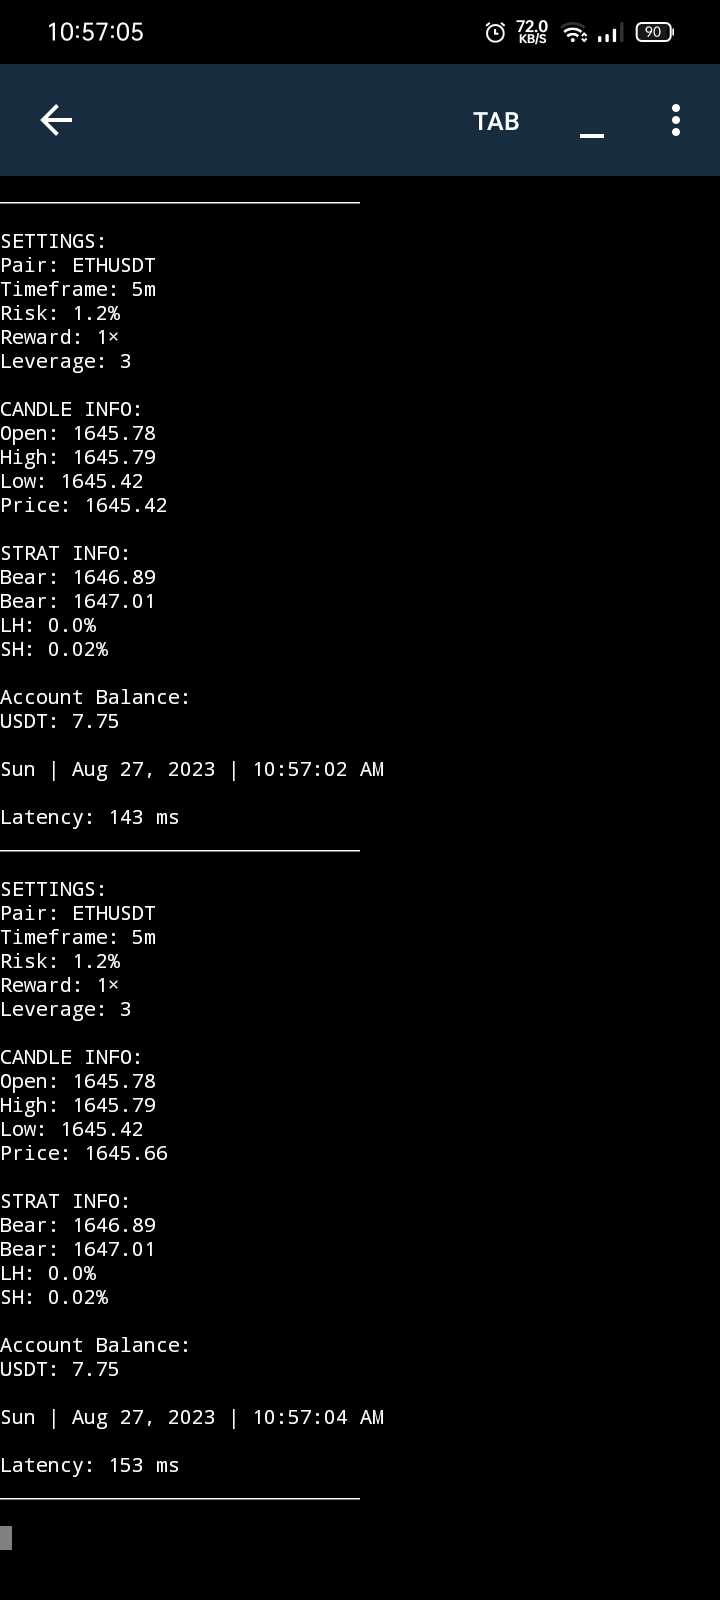 10:57:05
72.0
KB/S
90
TAB
SETTINGS:
Pair: ETHUSDT
Timeframe: 5m
Risk: 1.2%
Reward: 1×
Leverage: 3
CANDLE INFO:
Open: 1645.78
High: 1645.79
Low: 1645.42
Price: 1645.42
STRAT INFO:
Bear: 1646.89
Bear: 1647.01
LH: 0.0%
SH: 0.02%
Account Balance:
USDT: 7.75
Sun | Aug 27, 2023 | 10:57:02 AM
Latency: 143 ms
SETTINGS:
Pair: ETHUSDT
Timeframe: 5m
Risk: 1.2%
Reward: 1×
Leverage: 3
CANDLE INFO:
Open: 1645.78
High: 1645.79
Low: 1645.42
Price: 1645.66
STRAT INFO:
Bear: 1646.89
Bear: 1647.01
LH: 0.0%
SH: 0.02%
Account Balance:
USDT: 7.75
Sun | Aug 27, 2023 | 10:57:04 AM
Latency: 153 ms